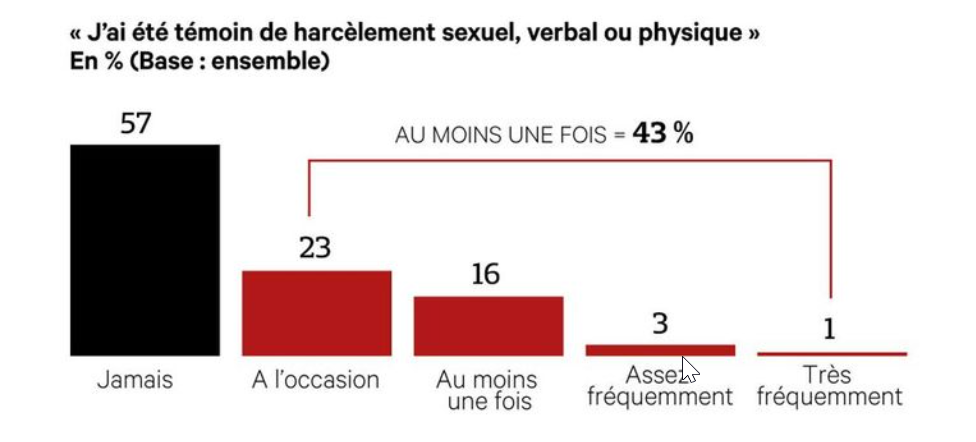 « J'ai été témoin de harcèlement sexuel, verbal ou physique »
En % (Base : ensemble)
57
AU MOINS UNE FOIS = 43 %
23
16
3
1
Jamais
A l'occasion
Au moins
une fois
Assez
fréquemment
Très
fréquemment